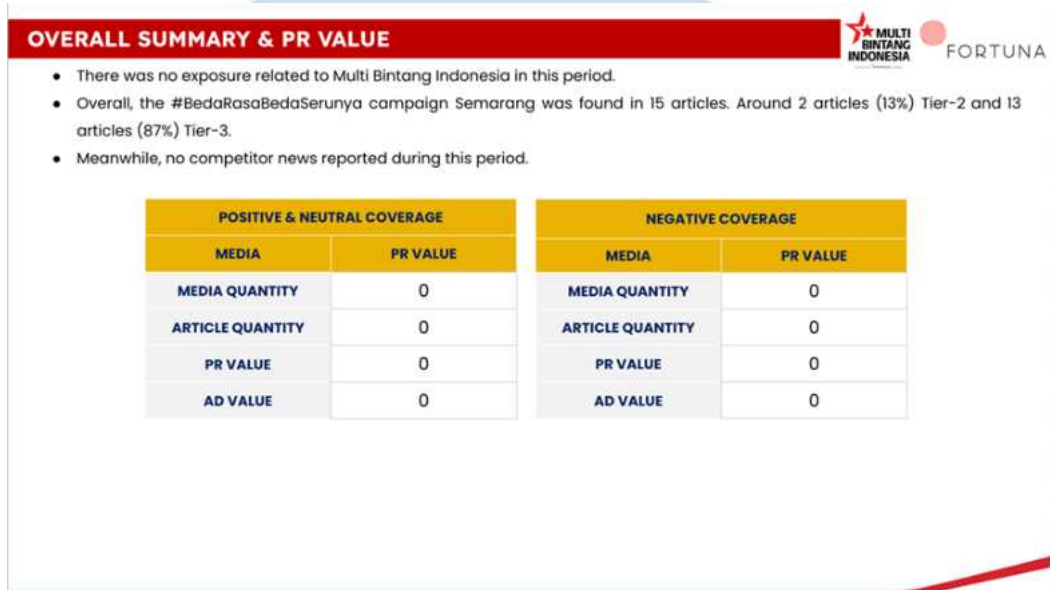 OVERALL SUMMARY & PR VALUE
MULTI
BINTANG
INDONESIA
FORTUNA
• There was no exposure related to Multi Bintang Indonesia in this period.
• Overall, the #BedaRasaBedaSerunya campaign Semarang was found in 15 articles. Around 2 articles (13%) Tier-2 and 13
articles (87%) Tier-3.
• Meanwhile, no competitor news reported during this period.
POSITIVE & NEUTRAL COVERAGE
MEDIA PR VALUE
MEDIA QUANTITY 0
ARTICLE QUANTITY 0
PR VALUE 0
AD VALUE 0
NEGATIVE COVERAGE
MEDIA PR VALUE
MEDIA QUANTITY 0
ARTICLE QUANTITY 0
PR VALUE 0
AD VALUE 0